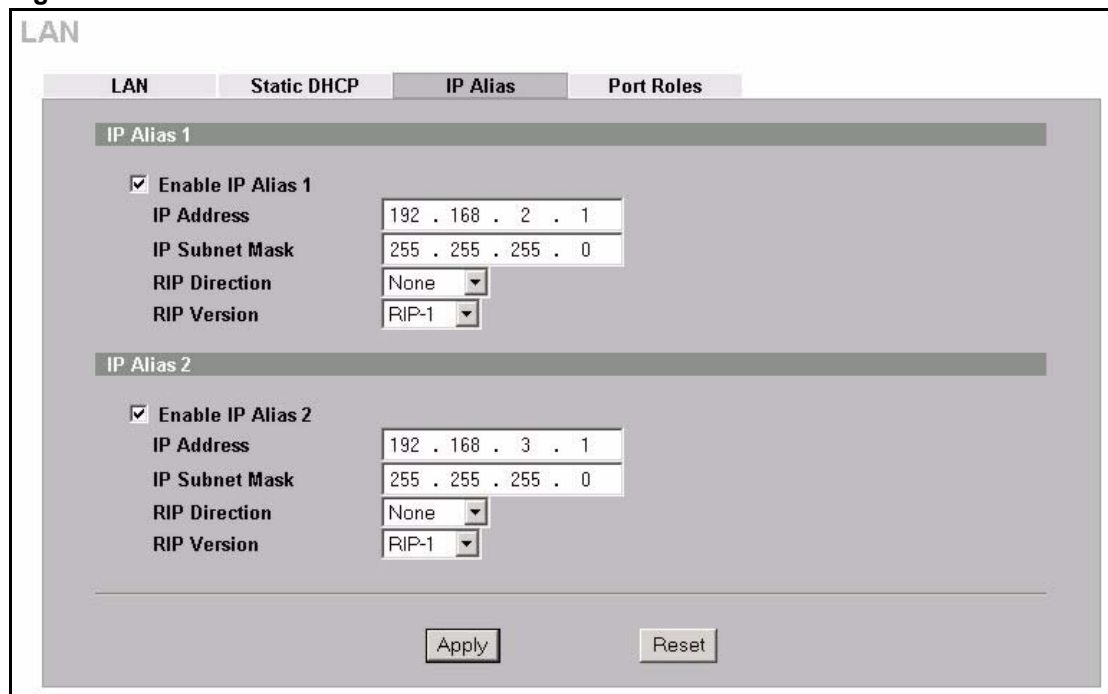 LAN
LAN Static DHCP IP Alias Port Roles
IP Alias 1
Enable IP Alias 1
IP Address 192 . 168 . 2 . 1
IP Subnet Mask 255 . 255 . 255 . 0
RIP Direction None
RIP Version RIP-1
IP Alias 2
Enable IP Alias 2
IP Address 192 . 168 . 3 . 1
IP Subnet Mask 255 . 255 . 255 . 0
RIP Direction None
RIP Version RIP-1
Apply Reset